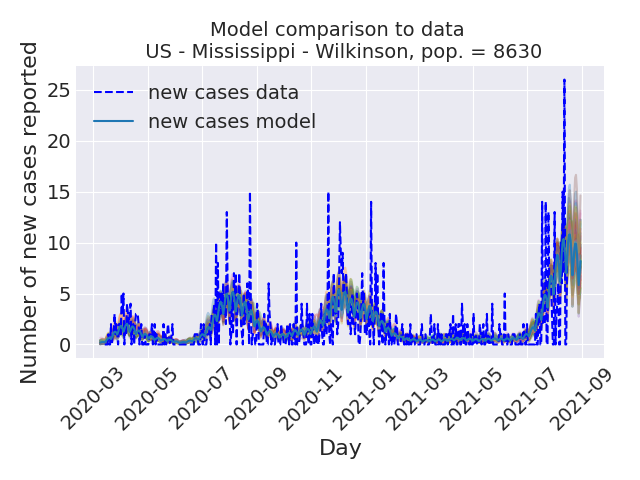 Model comparison to data
US - Mississippi - Wilkinson, pop. = 8630
Number of new cases reported
25
20
15
10
5
0
new cases data
new cases model
2020-03
2020-05
2020-07
2020-09
2020-11
2021-01
2021-03
2021-05
2021-07
2021-09
Day